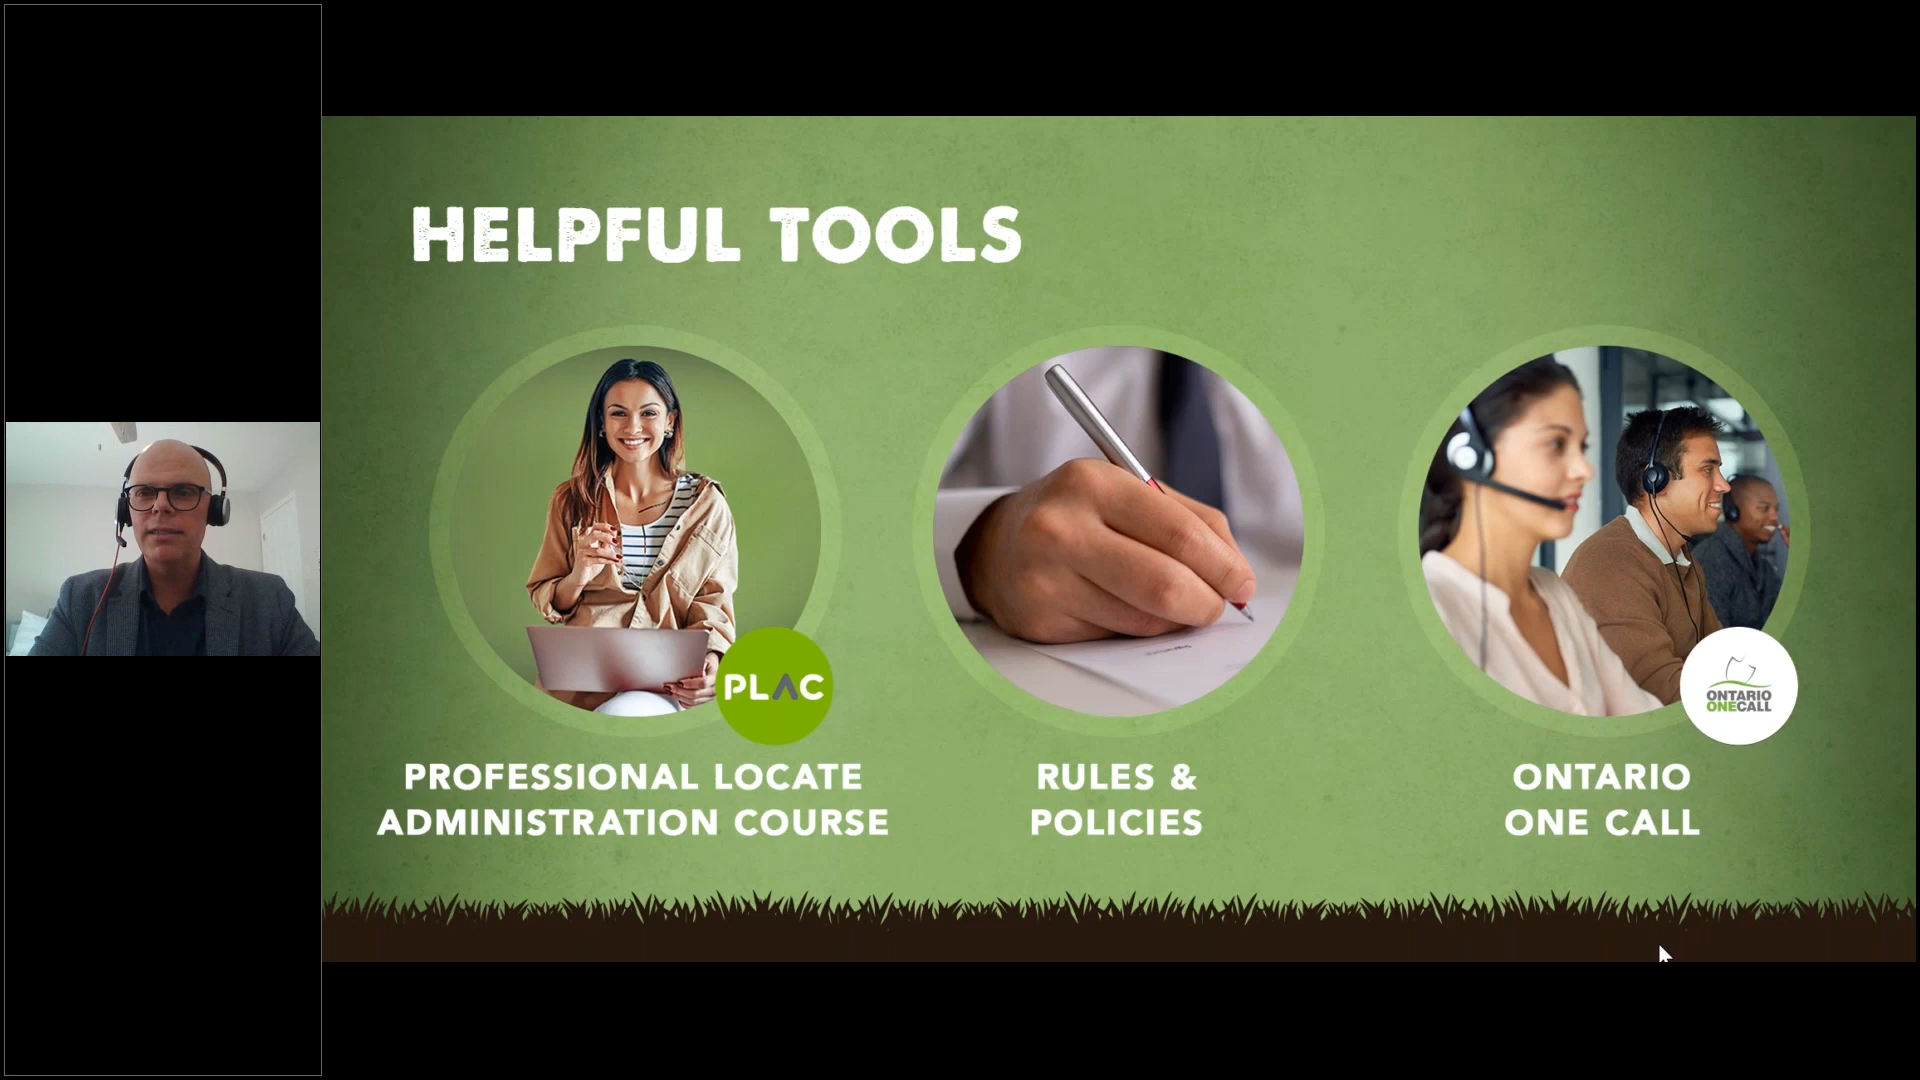 HELPFUL TOOLS
PLAC
PROFESSIONAL LOCATE
ADMINISTRATION COURSE
RULES &
POLICIES
ONTARIO
ONECALL
ONTARIO
ONE CALL